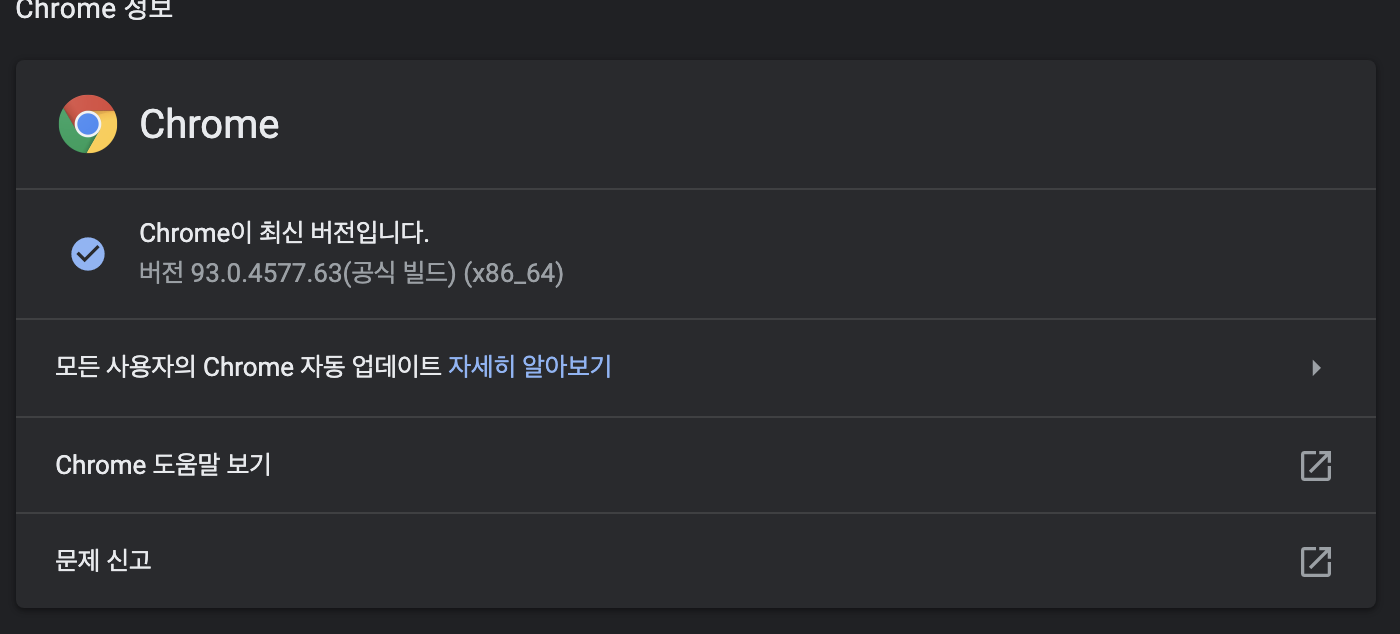 Chrome 정보
Chrome
Chrome이 최신 버전입니다.
버전 93.0.4577.63(공식 빌드) (x86_64)
모든 사용자의 Chrome 자동 업데이트 자세히 알아보기
Chrome 도움말 보기
문제 신고